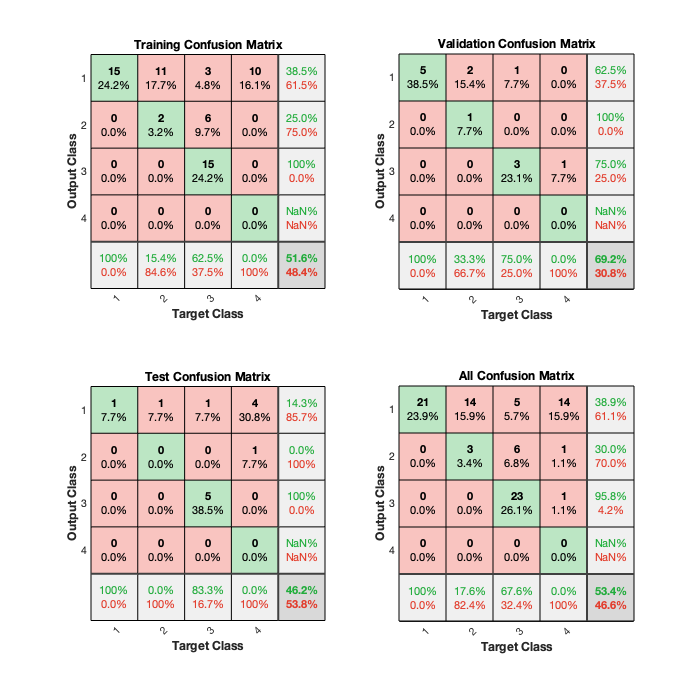 Training Confusion Matrix
Output Class
1
15 11 3 10 38.5%
24.2% 17.7% 4.8% 16.1% 61.5%
2
0 2 6 0 25.0%
0.0% 3.2% 9.7% 0.0% 75.0%
3
0 0 15 0 100%
0.0% 0.0% 24.2% 0.0% 0.0%
4
0 0 0 0 NaN%
0.0% 0.0% 0.0% 0.0% NaN%
100% 15.4% 62.5% 0.0% 51.6%
0.0% 84.6% 37.5% 100% 48.4%
1 2 3 4
Target Class
Validation Confusion Matrix
Output Class
1
5 2 1 0 62.5%
38.5% 15.4% 7.7% 0.0% 37.5%
2
0 1 0 0 100%
0.0% 7.7% 0.0% 0.0% 0.0%
3
0 0 3 1 75.0%
0.0% 0.0% 23.1% 7.7% 25.0%
4
0 0 0 0 NaN%
0.0% 0.0% 0.0% 0.0% NaN%
100% 33.3% 75.0% 0.0% 69.2%
0.0% 66.7% 25.0% 100% 30.8%
1 2 3 4
Target Class
Test Confusion Matrix
Output Class
1
1 1 1 4 14.3%
7.7% 7.7% 7.7% 30.8% 85.7%
2
0 0 0 1 0.0%
0.0% 0.0% 0.0% 7.7% 100%
3
0 0 5 0 100%
0.0% 0.0% 38.5% 0.0% 0.0%
4
0 0 0 0 NaN%
0.0% 0.0% 0.0% 0.0% NaN%
100% 0.0% 83.3% 0.0% 46.2%
0.0% 100% 16.7% 100% 53.8%
1 2 3 4
Target Class
All Confusion Matrix
Output Class
1
21 14 5 14 38.9%
23.9% 15.9% 5.7% 15.9% 61.1%
2
0 3 6 1 30.0%
0.0% 3.4% 6.8% 1.1% 70.0%
3
0 0 23 1 95.8%
0.0% 0.0% 26.1% 1.1% 4.2%
4
0 0 0 0 NaN%
0.0% 0.0% 0.0% 0.0% NaN%
100% 17.6% 67.6% 0.0% 53.4%
0.0% 82.4% 32.4% 100% 46.6%
1 2 3 4
Target Class